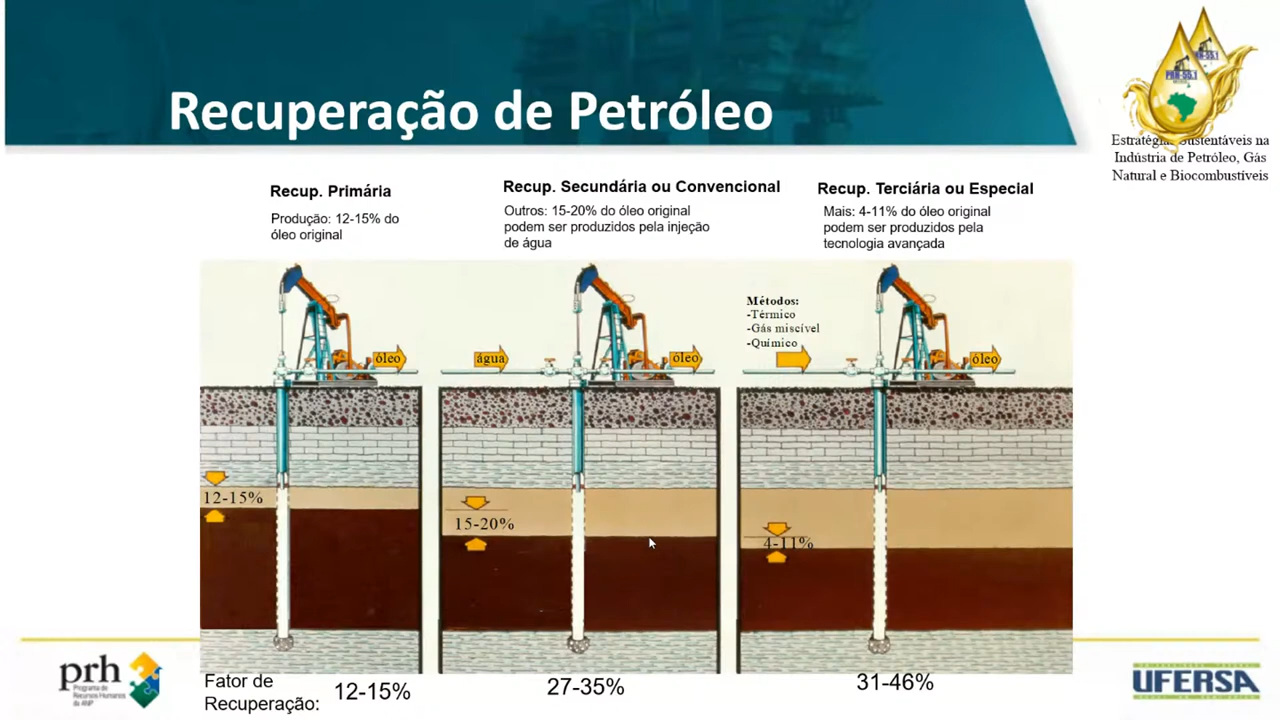 Recuperação de Petróleo
PRH-55.1
Estratégias Sustentáveis na
Indústria de Petróleo, Gás
Natural e Biocombustíveis
Recup. Primária
Produção: 12-15% do
óleo original
Recup. Secundária ou Convencional
Outros: 15-20% do óleo original
podem ser produzidos pela injeção
de água
Recup. Terciária ou Especial
Mais: 4-11% do óleo original
podem ser produzidos pela
tecnologia avançada
Métodos:
-Térmico
-Gás miscível
-Químico
óleo
água
óleo
óleo
12-15%
15-20%
4-11%
Fator de
Recuperação:
12-15%
27-35%
31-46%
prh
Programa de
Recursos Humanos
da ANP
UFERSA